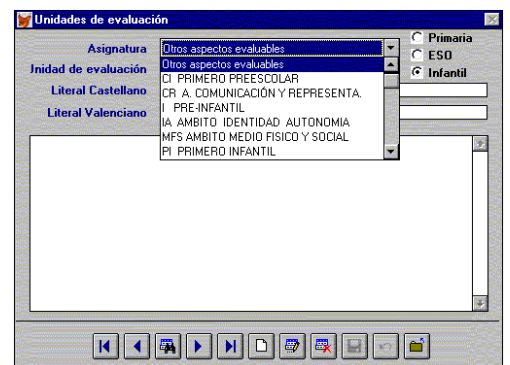 Unidades de evaluación
Asignatura Otros aspectos evaluables
Primaria
ESO
Infantil
Unidad de evaluación
Literal Castellano
Literal Valenciano
Otros aspectos evaluables
CI PRIMERO PREESCOLAR
CR A. COMUNICACIÓN Y REPRESENTA.
I PRE-INFANTIL
IA AMBITO IDENTIDAD AUTONOMIA
MFS AMBITO MEDIO FISICO Y SOCIAL
PI PRIMERO INFANTIL